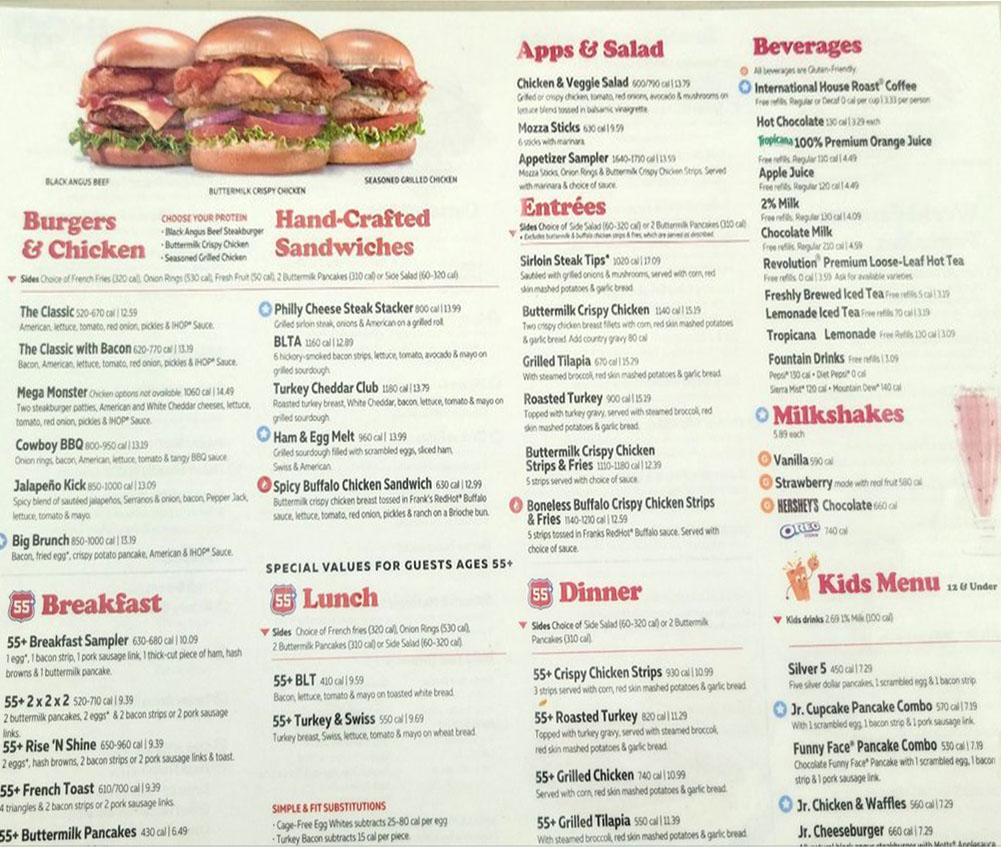 BLACK ANGUS BEEF
BUTTERMILK CRISPY CHICKEN
SEASONED GRILLED CHICKEN
Burgers
& Chicken
CHOOSE YOUR PROTEIN
· Black Angus Beef Steakburger
· Buttermilk Crispy Chicken
· Seasoned Grilled Chicken
Hand-Crafted
Sandwiches
Sides Choice of French Fries (320 cal), Onion Rings (530 cal), Fresh Fruit (50 cal), 2 Buttermilk Pancakes (310 cal) or Side Salad (60-320 cal).
The Classic 520-670 cal | 12.59
American, lettuce, tomato, red onion, pickles & IHOP® Sauce.
The Classic with Bacon 620-770 cal | 13.19
Bacon, American, lettuce, tomato, red onion, pickles & IHOP® Sauce.
Mega Monster Chicken options not available. 1060 cal | 14.49
Two steakburger patties, American and White Cheddar cheeses, lettuce,
tomato, red onion, pickles & IHOP® Sauce.
Cowboy BBQ 800-950 cal | 13.19
Onion rings, bacon, American, lettuce, tomato & tangy BBQ sauce.
Jalapeño Kick 850-1000 cal | 13.09
Spicy blend of sautéed jalapeños, Serranos & onion, bacon, Pepper Jack,
lettuce, tomato & mayo.
Big Brunch 850-1000 cal | 13.19
Bacon, fried egg*, crispy potato pancake, American & IHOP® Sauce.
Philly Cheese Steak Stacker 800 cal | 13.99
Grilled sirloin steak, onions & American on a grilled roll.
BLTA 1160 cal | 12.89
6 hickory-smoked bacon strips, lettuce, tomato, avocado & mayo on
grilled sourdough.
Turkey Cheddar Club 1180 cal | 13.79
Roasted turkey breast, White Cheddar, bacon, lettuce, tomato & mayo on
grilled sourdough.
Ham & Egg Melt 960 cal | 13.99
Grilled sourdough filled with scrambled eggs, sliced ham,
Swiss & American.
Spicy Buffalo Chicken Sandwich 630 cal | 12.99
Buttermilk crispy chicken breast tossed in Frank's RedHot® Buffalo
sauce, lettuce, tomato, red onion, pickles & ranch on a Brioche bun.
Apps & Salad
Chicken & Veggie Salad 600/790 cal | 13.79
Grilled or crispy chicken, tomato, red onions, avocado & mushrooms on
lettuce blend tossed in balsamic vinaigrette.
Mozza Sticks 630 cal | 9.59
6 sticks with marinara.
Appetizer Sampler 1640-1710 cal | 13.59
Mozza Sticks, Onion Rings & Buttermilk Crispy Chicken Strips. Served
with marinara & choice of sauce.
Entrées
Sides Choice of Side Salad (60-320 cal) or 2 Buttermilk Pancakes (310 cal)
• Excludes buttermilk & buffalo chicken strips & fries, which are served as described.
Sirloin Steak Tips* 1020 cal | 17.09
Sautéed with grilled onions & mushrooms, served with corn, red
skin mashed potatoes & garlic bread.
Buttermilk Crispy Chicken 1140 cal | 15.19
Two crispy chicken breast fillets with corn, red skin mashed potatoes
& garlic bread. Add country gravy 80 cal
Grilled Tilapia 670 cal | 15.29
With steamed broccoli, red skin mashed potatoes & garlic bread.
Roasted Turkey 900 cal | 15.19
Topped with turkey gravy, served with steamed broccoli, red
skin mashed potatoes & garlic bread.
Buttermilk Crispy Chicken
Strips & Fries 1110-1180 cal | 12.39
5 strips served with choice of sauce.
Boneless Buffalo Crispy Chicken Strips
& Fries 1140-1210 cal | 12.59
5 strips tossed in Franks RedHot® Buffalo sauce. Served with
choice of sauce.
Beverages
All beverages are Gluten-Friendly.
International House Roast® Coffee
Free refills. Regular or Decaf 0 cal per cup | 3.33 per person
Hot Chocolate 130 cal | 3.29 each
Tropicana 100% Premium Orange Juice
Free refills. Regular 110 cal | 4.49
Apple Juice
Free refills. Regular 120 cal | 4.49
2% Milk
Free refills. Regular 130 cal | 4.09
Chocolate Milk
Free refills. Regular 210 cal | 4.59
Revolution® Premium Loose-Leaf Hot Tea
Free refills. 0 cal | 3.59 Ask for available varieties.
Freshly Brewed Iced Tea Free refills 5 cal | 3.19
Lemonade Iced Tea Free refills 70 cal | 3.19
Tropicana Lemonade Free Refills 130 cal | 3.09
Fountain Drinks Free refills | 3.09
Pepsi® 130 cal • Diet Pepsi® 0 cal
Sierra Mist® 120 cal • Mountain Dew® 140 cal
Milkshakes
5.89 each
Vanilla 590 cal
Strawberry made with real fruit 580 cal
HERSHEY'S Chocolate 660 cal
OREO 740 cal
SPECIAL VALUES FOR GUESTS AGES 55+
55+ Breakfast
55+ Breakfast Sampler 630-680 cal | 10.09
1 egg*, 1 bacon strip, 1 pork sausage link, 1 thick-cut piece of ham, hash
browns & 1 buttermilk pancake.
55+ 2 x 2 x 2 520-710 cal | 9.39
2 buttermilk pancakes, 2 eggs* & 2 bacon strips or 2 pork sausage
links.
55+ Rise 'N Shine 650-960 cal | 9.39
2 eggs*, hash browns, 2 bacon strips or 2 pork sausage links & toast.
55+ French Toast 610/700 cal | 9.39
4 triangles & 2 bacon strips or 2 pork sausage links.
55+ Buttermilk Pancakes 430 cal | 6.49
55+ Lunch
Sides Choice of French fries (320 cal), Onion Rings (530 cal),
2 Buttermilk Pancakes (310 cal) or Side Salad (60-320 cal).
55+ BLT 410 cal | 9.59
Bacon, lettuce, tomato & mayo on toasted white bread.
55+ Turkey & Swiss 550 cal | 9.69
Turkey breast, Swiss, lettuce, tomato & mayo on wheat bread.
SIMPLE & FIT SUBSTITUTIONS
· Cage-Free Egg Whites subtracts 25-80 cal per egg
· Turkey Bacon subtracts 15 cal per piece.
55+ Dinner
Sides Choice of Side Salad (60-320 cal) or 2 Buttermilk
Pancakes (310 cal).
55+ Crispy Chicken Strips 930 cal | 10.99
3 strips served with corn, red skin mashed potatoes & garlic bread.
55+ Roasted Turkey 820 cal | 11.29
Topped with turkey gravy, served with steamed broccoli,
red skin mashed potatoes & garlic bread.
55+ Grilled Chicken 740 cal | 10.99
Served with corn, red skin mashed potatoes & garlic bread.
55+ Grilled Tilapia 550 cal | 11.39
With steamed broccoli, red skin mashed potatoes & garlic bread.
Kids Menu 12 & Under
Kids drinks 2.69 1% Milk (100 cal)
Silver 5 450 cal | 7.29
Five silver dollar pancakes, 1 scrambled egg & 1 bacon strip.
Jr. Cupcake Pancake Combo 570 cal | 7.19
With 1 scrambled egg, 1 bacon strip & 1 pork sausage link.
Funny Face® Pancake Combo 530 cal | 7.19
Chocolate Funny Face® Pancake with 1 scrambled egg, 1 bacon
strip & 1 pork sausage link.
Jr. Chicken & Waffles 560 cal | 7.29
Jr. Cheeseburger 660 cal | 7.29